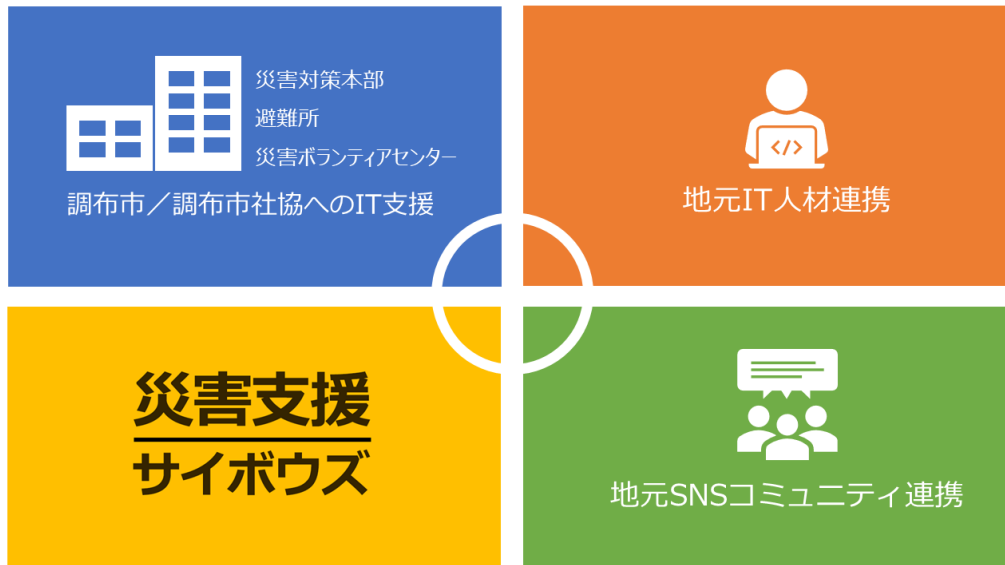 災害対策本部
避難所
災害ボランティアセンター
調布市／調布市社協へのIT支援
</>
地元IT人材連携
災害支援
サイボウズ
地元SNSコミュニティ連携